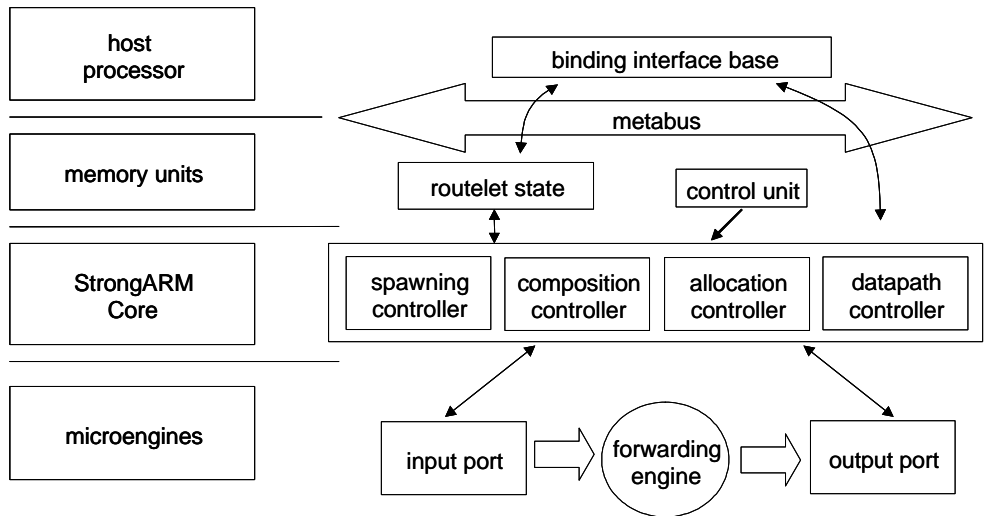 host
processor
binding interface base
metabus
memory units
routelet state
control unit
StrongARM
Core
spawning
controller
composition
controller
allocation
controller
datapath
controller
microengines
input port
forwarding
engine
output port